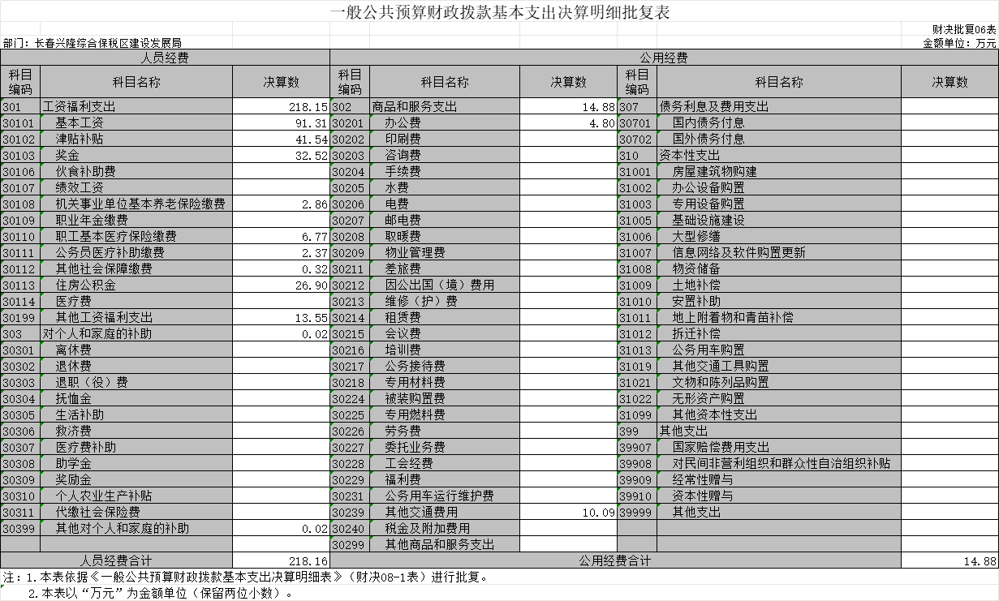 一般公共预算财政拨款基本支出决算明细批复表
财决批复06表
部门：长春兴隆综合保税区建设发展局 金额单位：万元
人员经费 公用经费
科目编码 科目名称 决算数 科目编码 科目名称 决算数 科目编码 科目名称 决算数
301 工资福利支出 218.15 302 商品和服务支出 14.88 307 债务利息及费用支出
30101 基本工资 91.31 30201 办公费 4.80 30701 国内债务付息
30102 津贴补贴 41.54 30202 印刷费 30702 国外债务付息
30103 奖金 32.52 30203 咨询费 310 资本性支出
30106 伙食补助费 30204 手续费 31001 房屋建筑物购建
30107 绩效工资 30205 水费 31002 办公设备购置
30108 机关事业单位基本养老保险缴费 2.86 30206 电费 31003 专用设备购置
30109 职业年金缴费 30207 邮电费 31005 基础设施建设
30110 职工基本医疗保险缴费 6.77 30208 取暖费 31006 大型修缮
30111 公务员医疗补助缴费 2.37 30209 物业管理费 31007 信息网络及软件购置更新
30112 其他社会保障缴费 0.32 30211 差旅费 31008 物资储备
30113 住房公积金 26.90 30212 因公出国（境）费用 31009 土地补偿
30114 医疗费 30213 维修（护）费 31010 安置补助
30199 其他工资福利支出 13.55 30214 租赁费 31011 地上附着物和青苗补偿
303 对个人和家庭的补助 0.02 30215 会议费 31012 拆迁补偿
30301 离休费 30216 培训费 31013 公务用车购置
30302 退休费 30217 公务接待费 31019 其他交通工具购置
30303 退职（役）费 30218 专用材料费 31021 文物和陈列品购置
30304 抚恤金 30224 被装购置费 31022 无形资产购置
30305 生活补助 30225 专用燃料费 31099 其他资本性支出
30306 救济费 30226 劳务费 399 其他支出
30307 医疗费补助 30227 委托业务费 39907 国家赔偿费用支出
30308 助学金 30228 工会经费 39908 对民间非营利组织和群众性自治组织补贴
30309 奖励金 30229 福利费 39909 经常性赠与
30310 个人农业生产补贴 30231 公务用车运行维护费 39910 资本性赠与
30311 代缴社会保险费 30239 其他交通费用 10.09 39999 其他支出
30399 其他对个人和家庭的补助 0.02 30240 税金及附加费用
30299 其他商品和服务支出
人员经费合计 218.16 公用经费合计 14.88
注：1.本表依据《一般公共预算财政拨款基本支出决算明细表》（财决08-1表）进行批复。
2.本表以“万元”为金额单位（保留两位小数）。